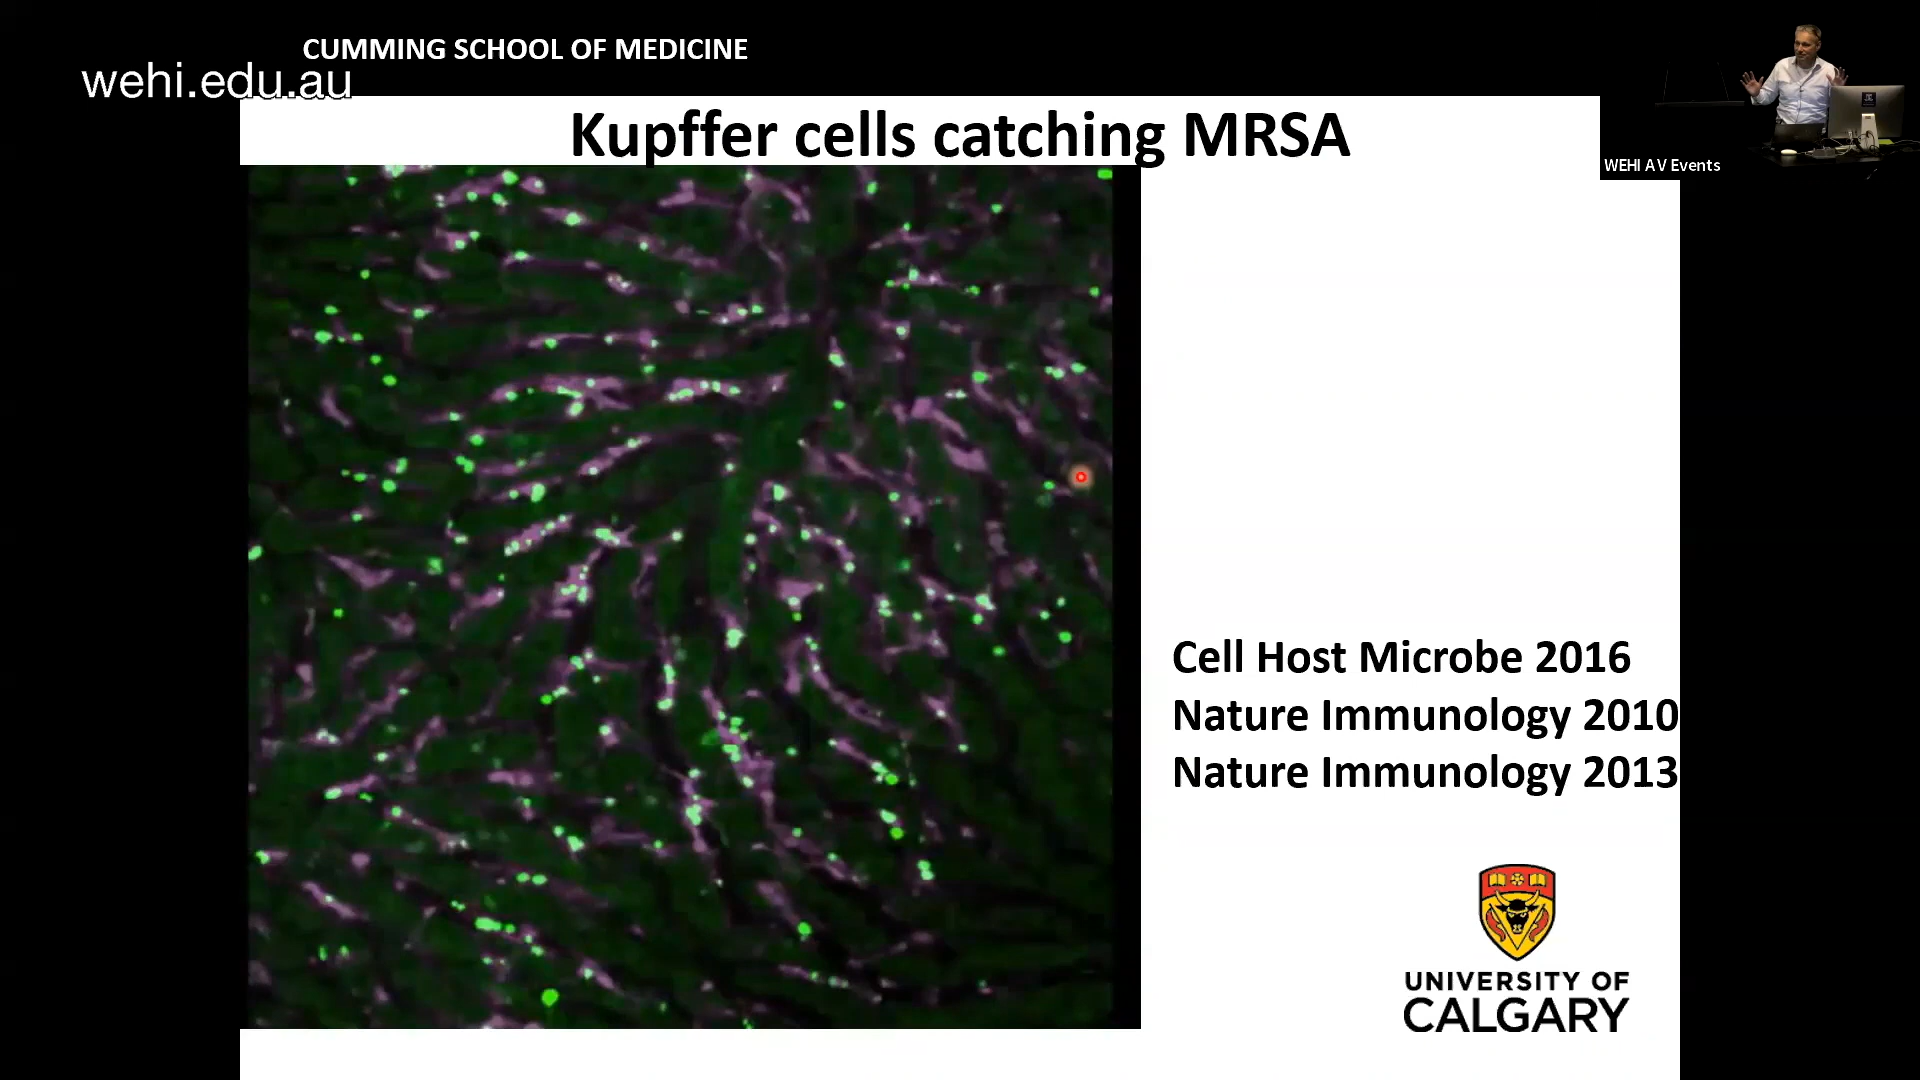 CUMMING SCHOOL OF MEDICINE
wehi.edu.au
Kupffer cells catching MRSA
WEHI AV Events
Cell Host Microbe 2016
Nature Immunology 2010
Nature Immunology 2013
UNIVERSITY OF
CALGARY